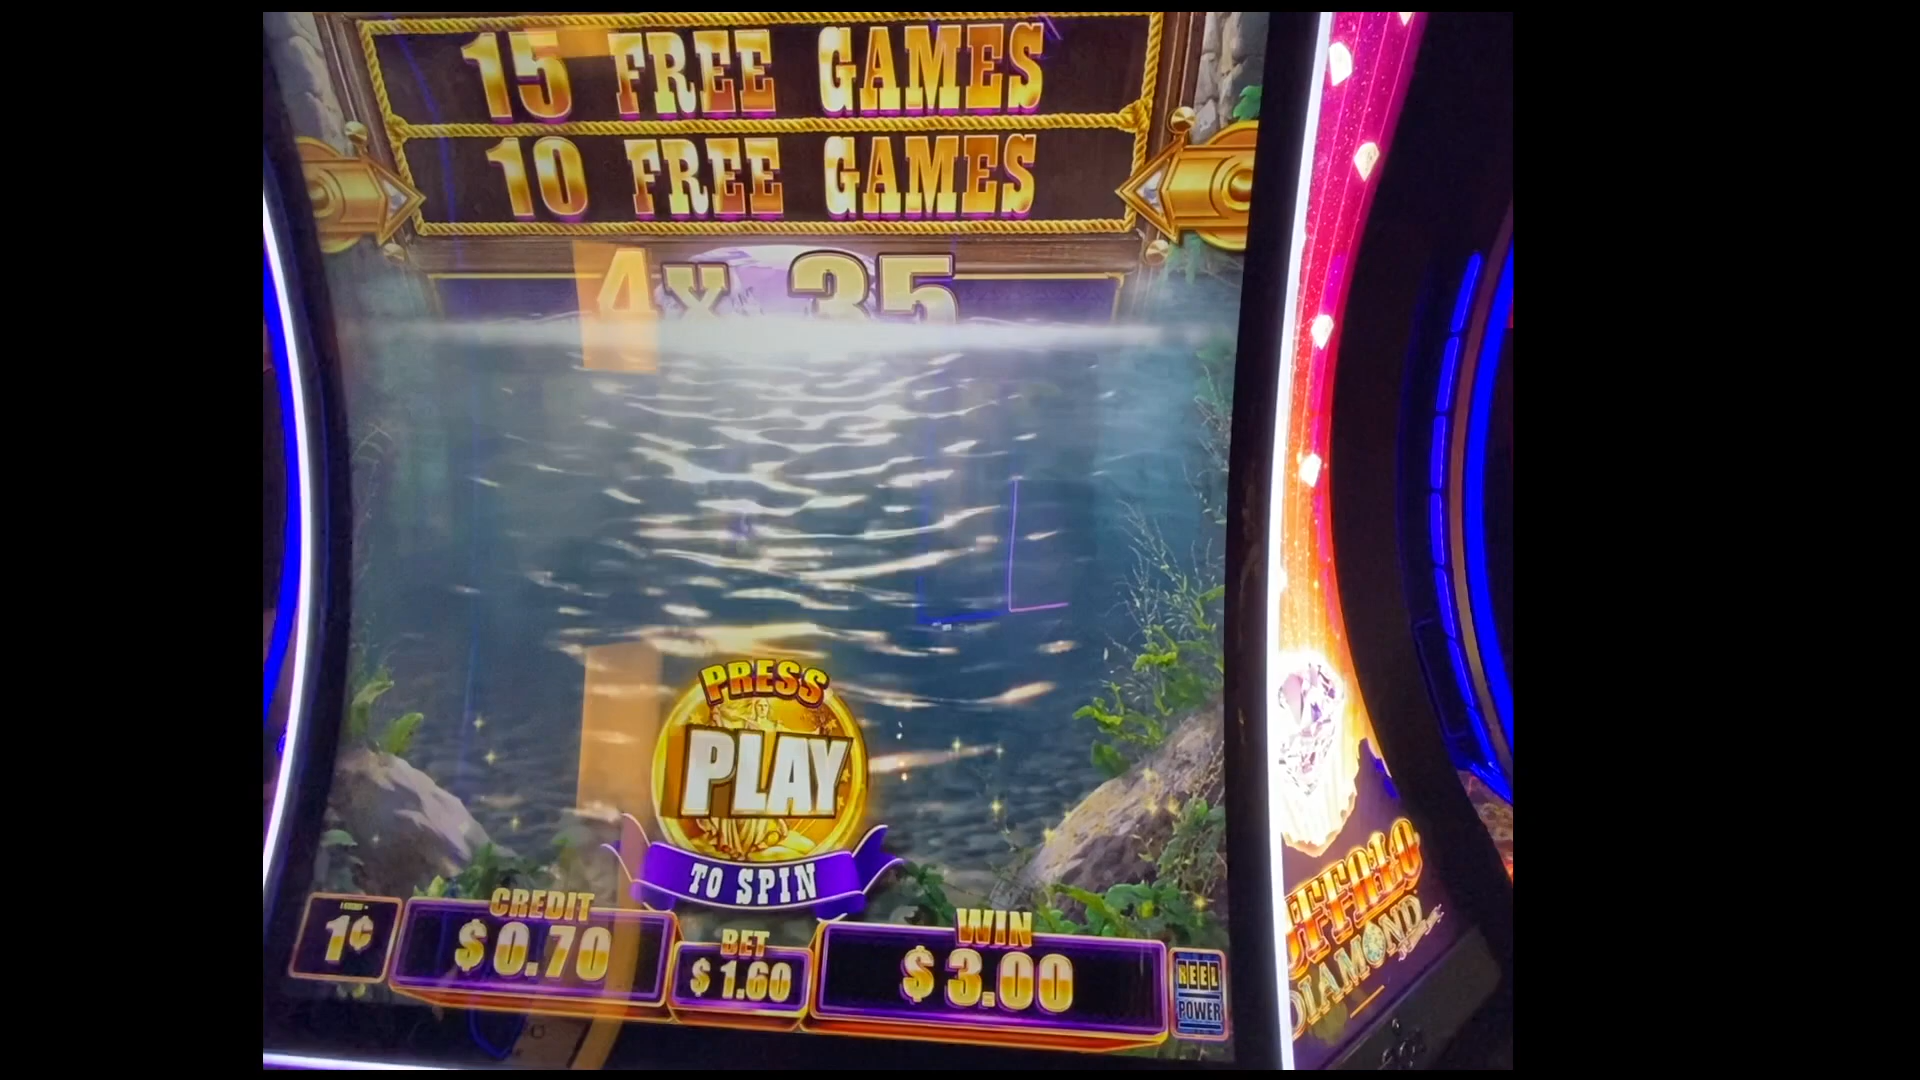 15 FREE GAMES
10 FREE GAMES
4X 35
PRESS
PLAY
TO SPIN
1¢
CREDIT
$0.70
BET
$1.60
WIN
$3.00
REEL
POWER
BUFFALO
DIAMOND